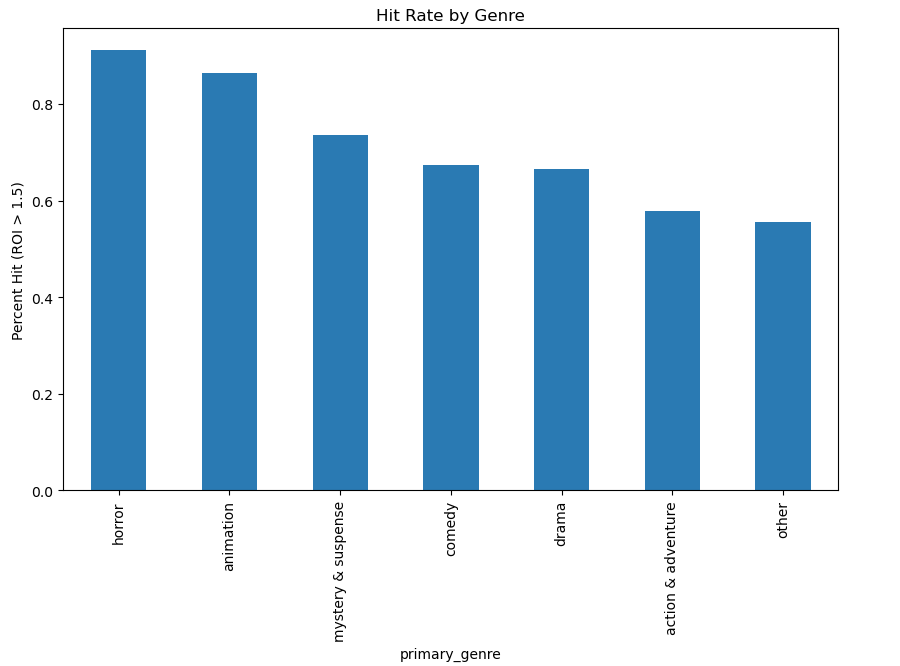 Hit Rate by Genre
Percent Hit (ROI > 1.5)
0.8
0.6
0.4
0.2
0.0
horror
animation
mystery & suspense
comedy
drama
action & adventure
other
primary_genre